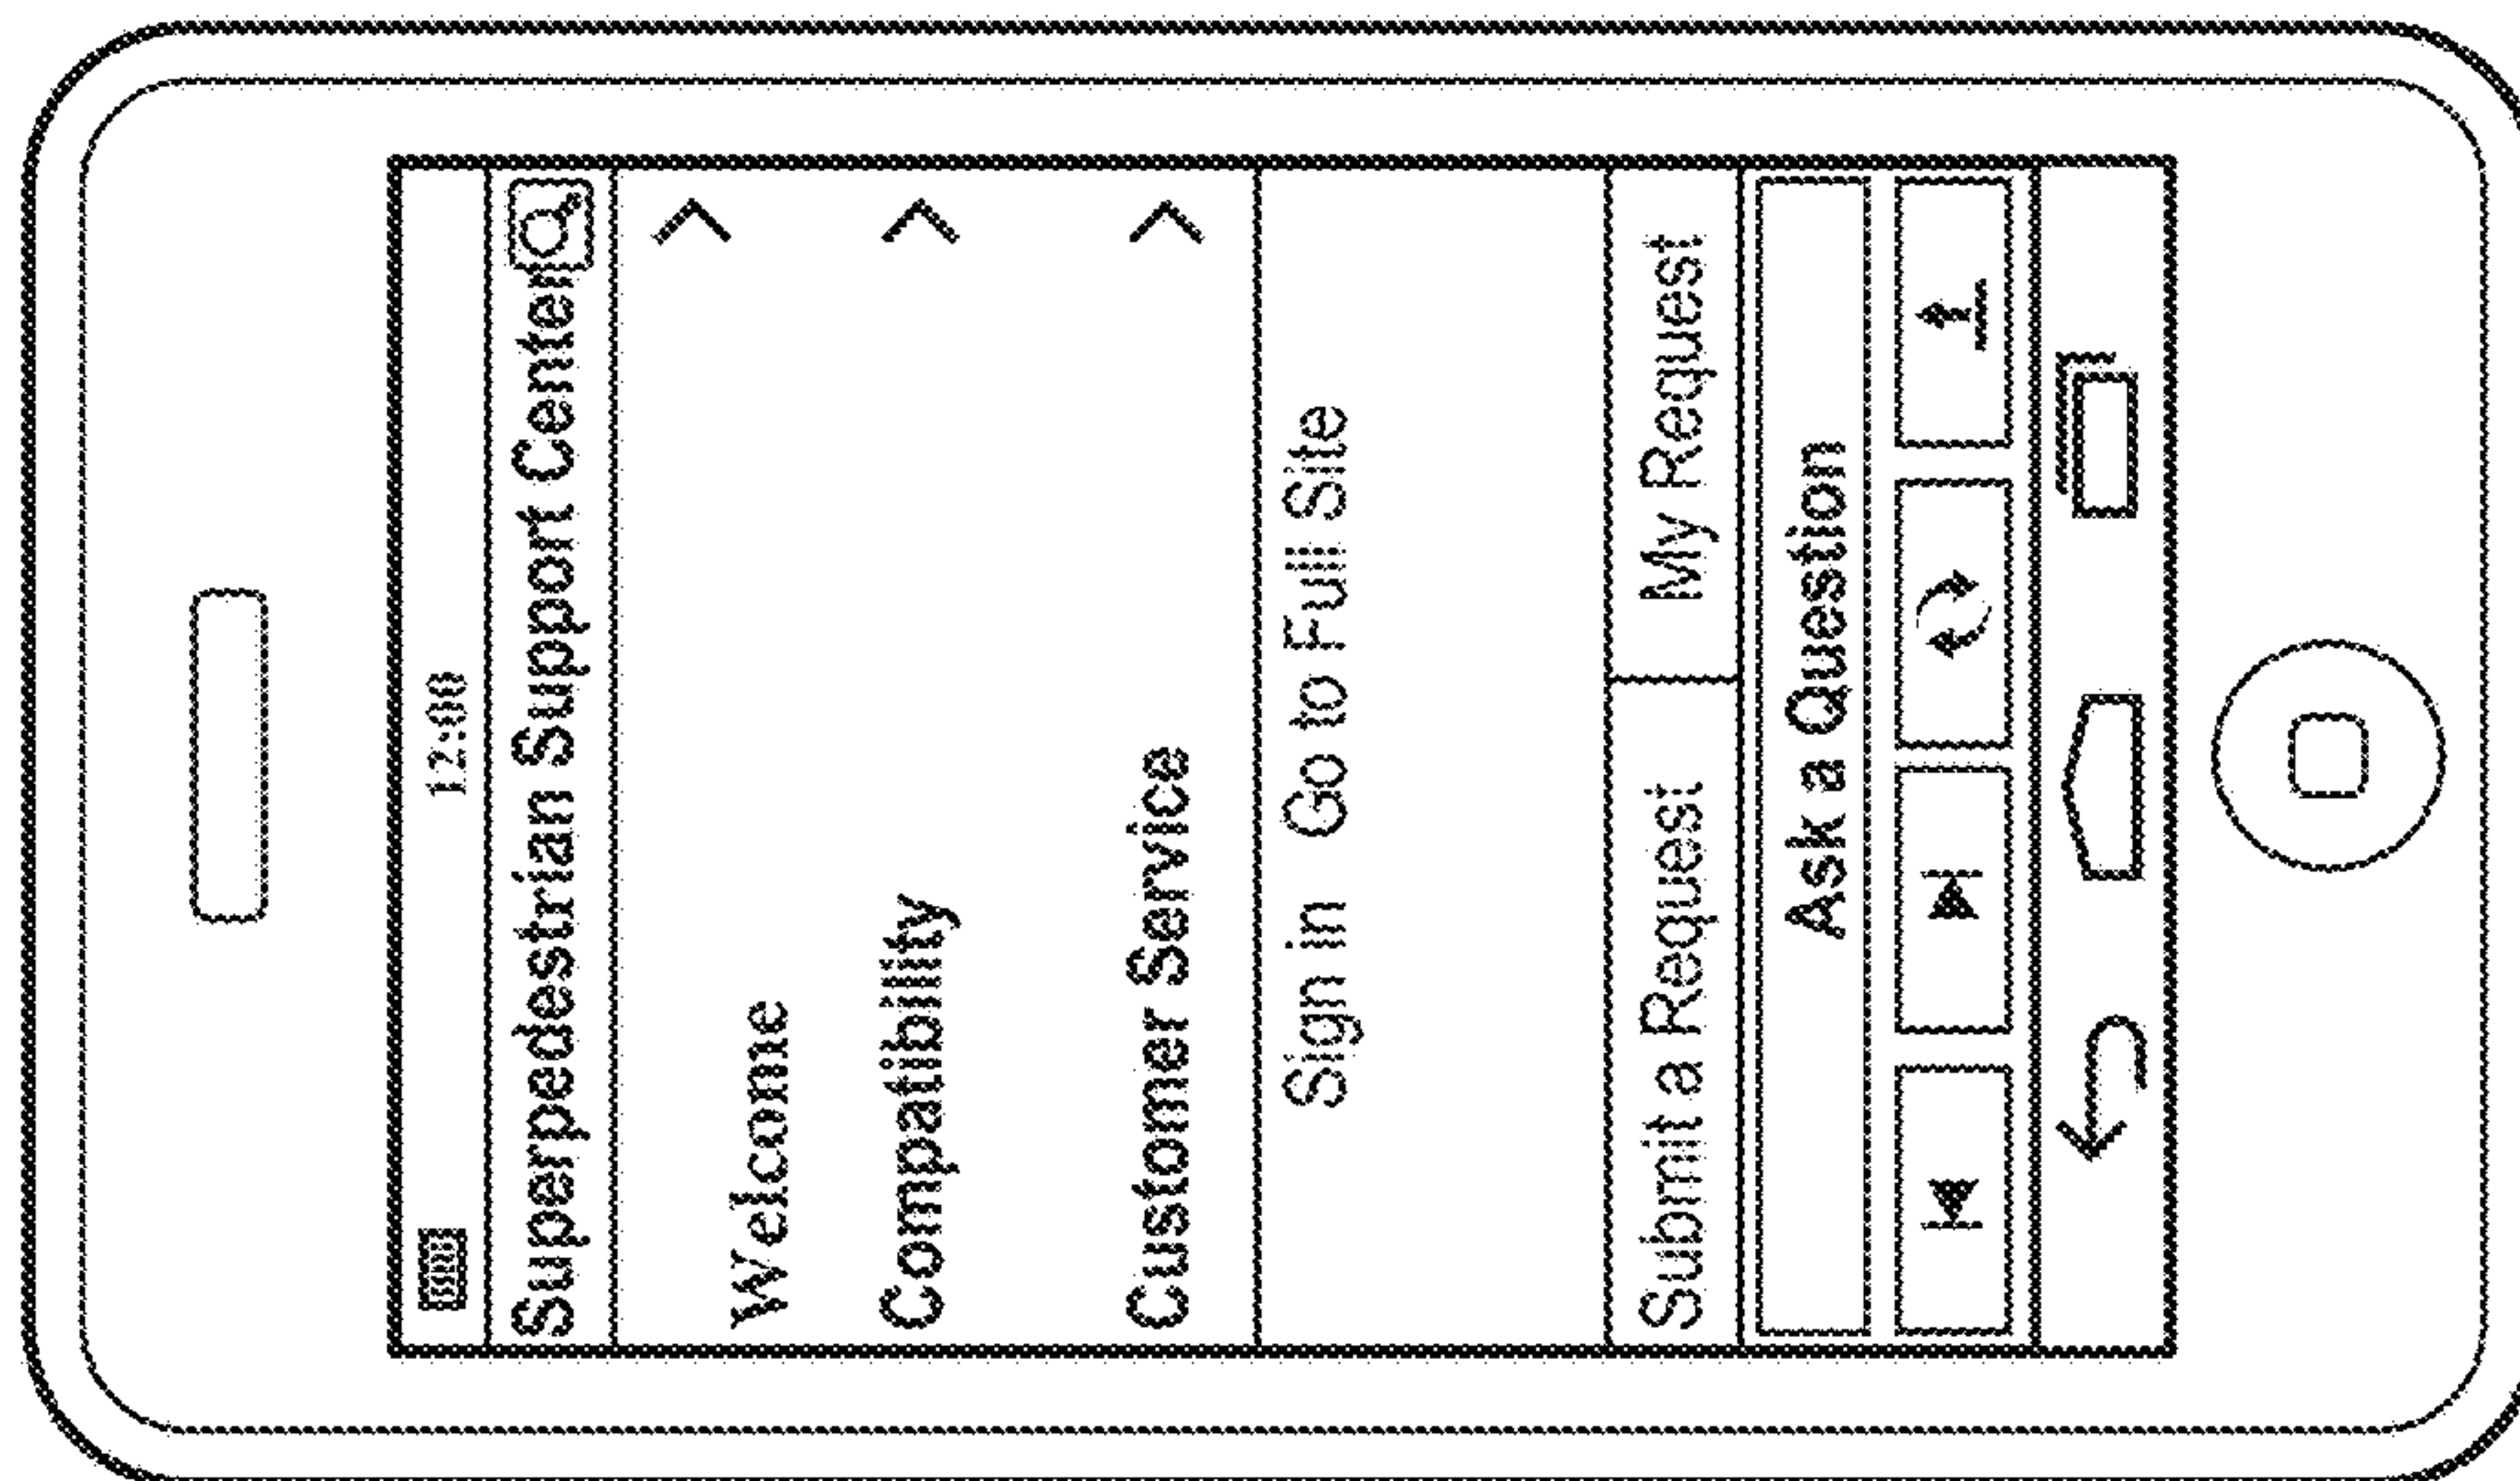 12:00
Superpedestrian Support Center
Welcome
Compatibility
Customer Service
Sign in Go to Full Site
Submit a Request My Request
Ask a Question